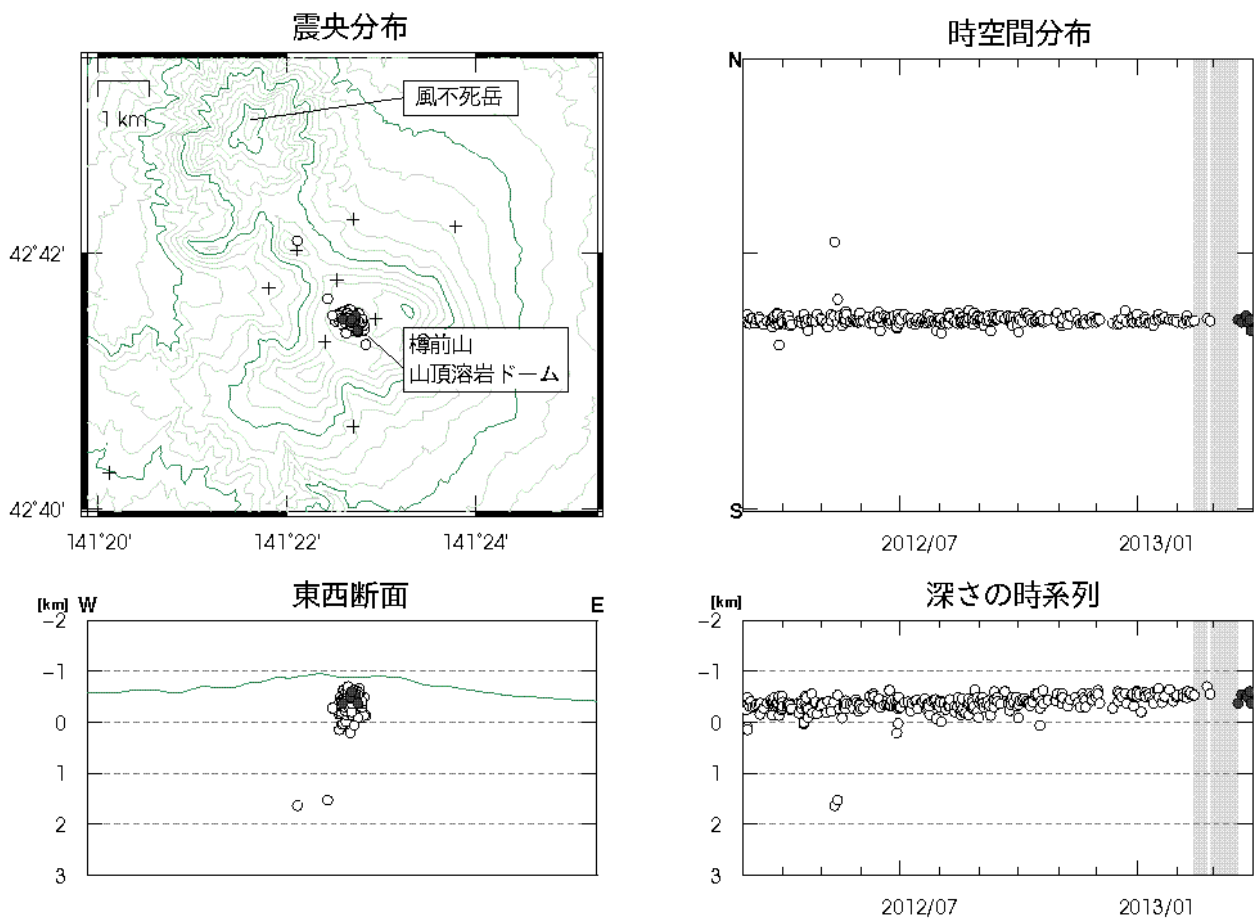 震央分布
風不死岳
1 km
樽前山
山頂溶岩ドーム
42°42'
42°40'
141°20'
141°22'
141°24'
時空間分布
N
S
2012/07
2013/01
東西断面
[km]
W
E
-2
-1
0
1
2
3
深さの時系列
[km]
-2
-1
0
1
2
3
2012/07
2013/01